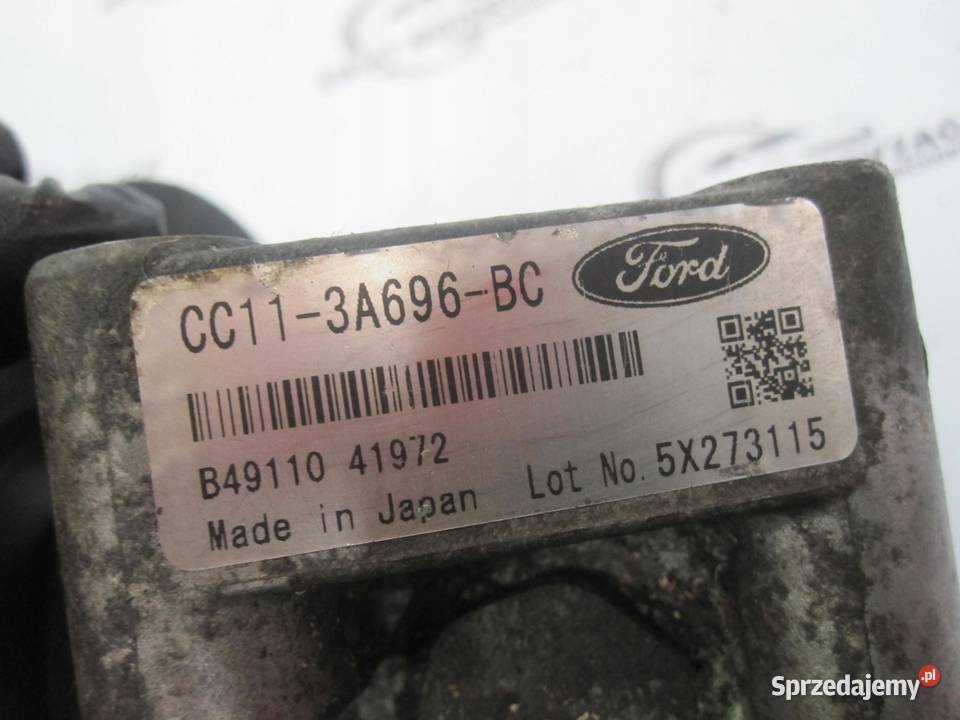 CC11-3A696-BC
Ford
B49110 41972
Lot No. 5X273115
Made in Japan
Sprzedajemy.pl